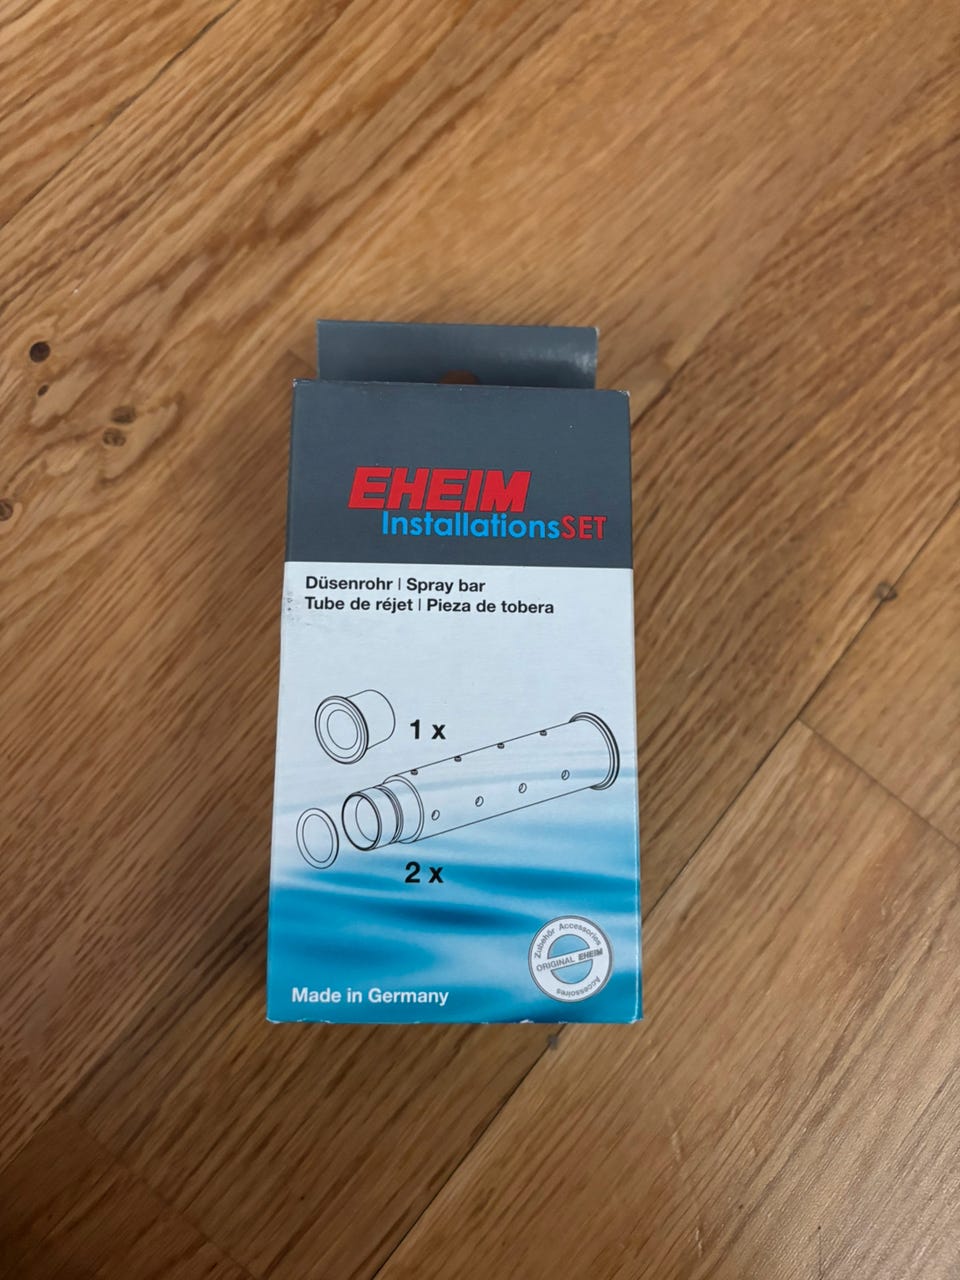 EHEIM
InstallationsSET
Düsenrohr | Spray bar
Tube de réjet | Pieza de tobera
1 x
2 x
Zubehör Accessories
ORIGINAL EHEIM
Accessoires
Made in Germany